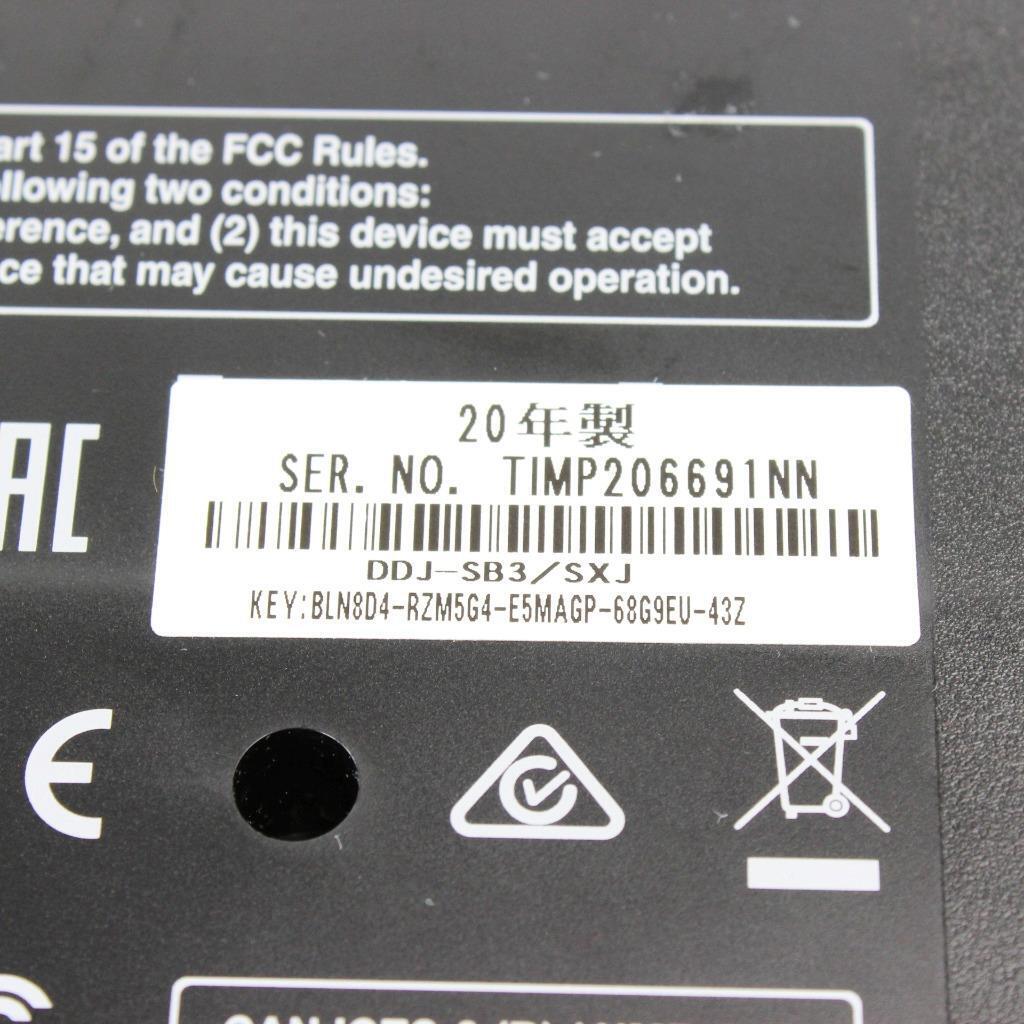 art 15 of the FCC Rules.
llowing two conditions:
erence, and (2) this device must accept
ce that may cause undesired operation.
20年製
SER. NO. TIMP206691NN
DDJ-SB3/SXJ
KEY:BLN8D4-RZM5G4-E5MAGP-68G9EU-43Z